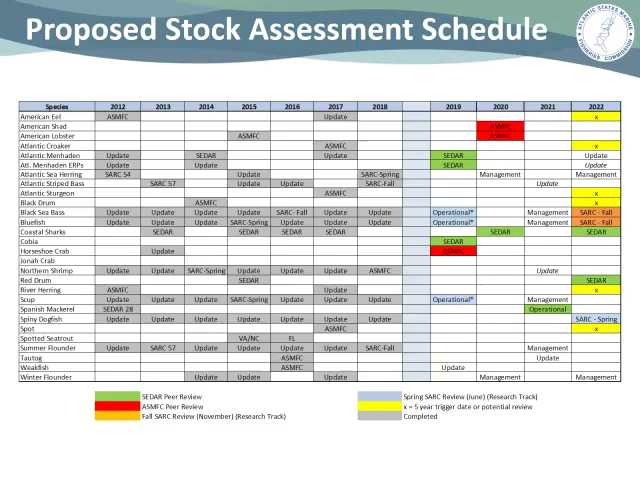 Proposed Stock Assessment Schedule
ATLANTIC STATES MARINE FISHERIES COMMISSION
Species 2012 2013 2014 2015 2016 2017 2018 2019 2020 2021 2022
American Eel ASMFC Update x
American Shad ASMFC
American Lobster ASMFC ASMFC
Atlantic Croaker ASMFC x
Atlantic Menhaden Update SEDAR Update SEDAR Update
Atl. Menhaden ERPs Update Update SEDAR Update
Atlantic Sea Herring SARC 54 Update SARC-Spring Management Management
Atlantic Striped Bass SARC 57 Update Update SARC-Fall Update
Atlantic Sturgeon ASMFC x
Black Drum ASMFC x
Black Sea Bass Update Update Update Update SARC- Fall Update Update Operational* Management SARC - Fall
Bluefish Update Update Update SARC-Spring Update Update Update Operational* Management SARC - Fall
Coastal Sharks SEDAR SEDAR SEDAR SEDAR SEDAR SEDAR
Cobia SEDAR
Horseshoe Crab Update ASMFC
Jonah Crab
Northern Shrimp Update Update SARC-Spring Update Update Update ASMFC Update
Red Drum SEDAR SEDAR
River Herring ASMFC Update x
Scup Update Update Update SARC-Spring Update Update Update Operational* Management
Spanish Mackerel SEDAR 28 Operational
Spiny Dogfish Update Update Update Update Update Update Update SARC - Spring
Spot ASMFC x
Spotted Seatrout VA/NC FL
Summer Flounder Update SARC 57 Update Update Update Update SARC-Fall Management
Tautog ASMFC Update
Weakfish ASMFC Update
Winter Flounder Update Update Update Management Management
SEDAR Peer Review Spring SARC Review (June) (Research Track)
ASMFC Peer Review x = 5 year trigger date or potential review
Fall SARC Review (November) (Research Track) Completed